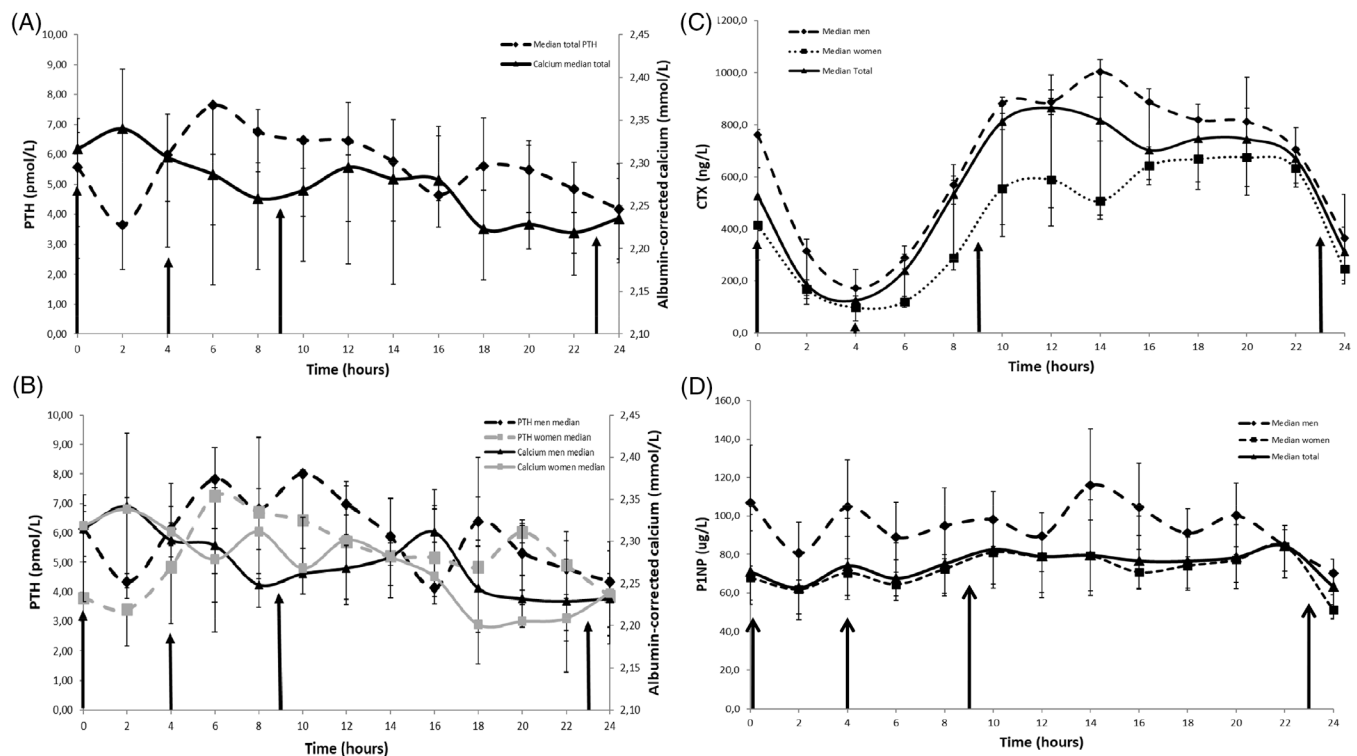 (A)
10,00
9,00
8,00
7,00
6,00
5,00
4,00
3,00
2,00
1,00
0,00
PTH (pmol/L)
Median total PTH
Calcium median total
2,45
2,40
2,35
2,30
2,25
2,20
2,15
2,10
Albumin-corrected calcium (mmol/L)
0 2 4 6 8 10 12 14 16 18 20 22 24
Time (hours)
(B)
10,00
9,00
8,00
7,00
6,00
5,00
4,00
3,00
2,00
1,00
0,00
PTH (pmol/L)
PTH men median
PTH women median
Calcium men median
Calcium women median
2,45
2,40
2,35
2,30
2,25
2,20
2,15
2,10
Albumin-corrected calcium (mmol/L)
0 2 4 6 8 10 12 14 16 18 20 22 24
Time (hours)
(C)
1200,0
1000,0
800,0
600,0
400,0
200,0
0,0
CTX (ng/L)
Median men
Median women
Median Total
0 2 4 6 8 10 12 14 16 18 20 22 24
Time (hours)
(D)
160,0
140,0
120,0
100,0
80,0
60,0
40,0
20,0
0,0
P1NP (ug/L)
Median men
Median women
Median total
0 2 4 6 8 10 12 14 16 18 20 22 24
Time (hours)